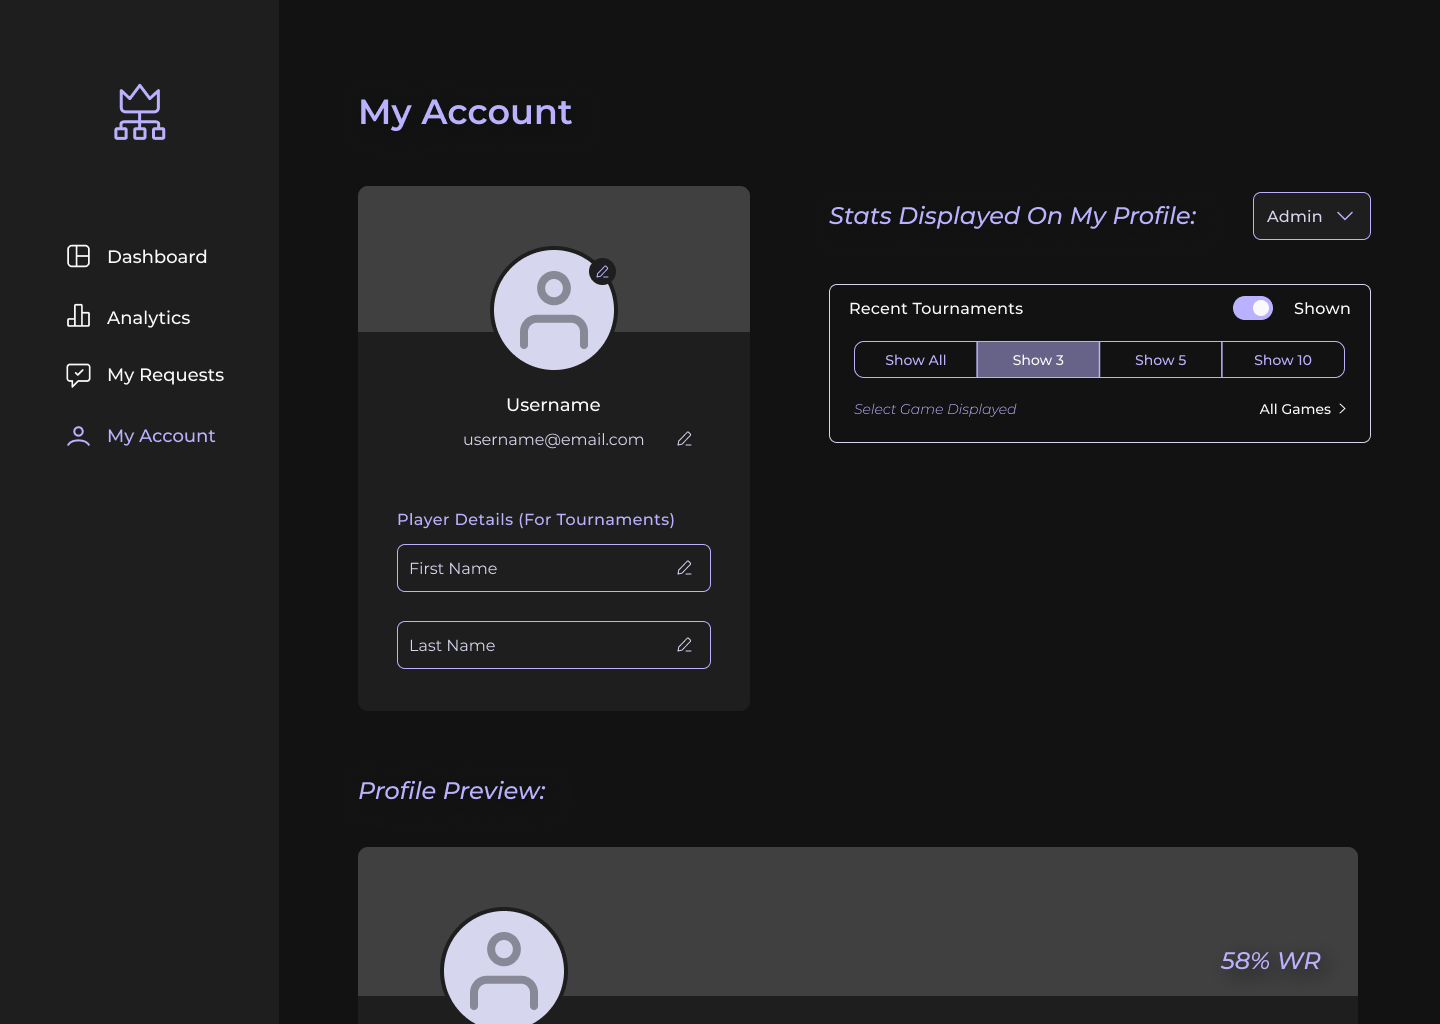 My Account
Dashboard
Analytics
My Requests
My Account
Username
username@email.com
Player Details (For Tournaments)
First Name
Last Name
Stats Displayed On My Profile:
Admin
Recent Tournaments
Shown
Show All
Show 3
Show 5
Show 10
Select Game Displayed
All Games
Profile Preview:
58% WR